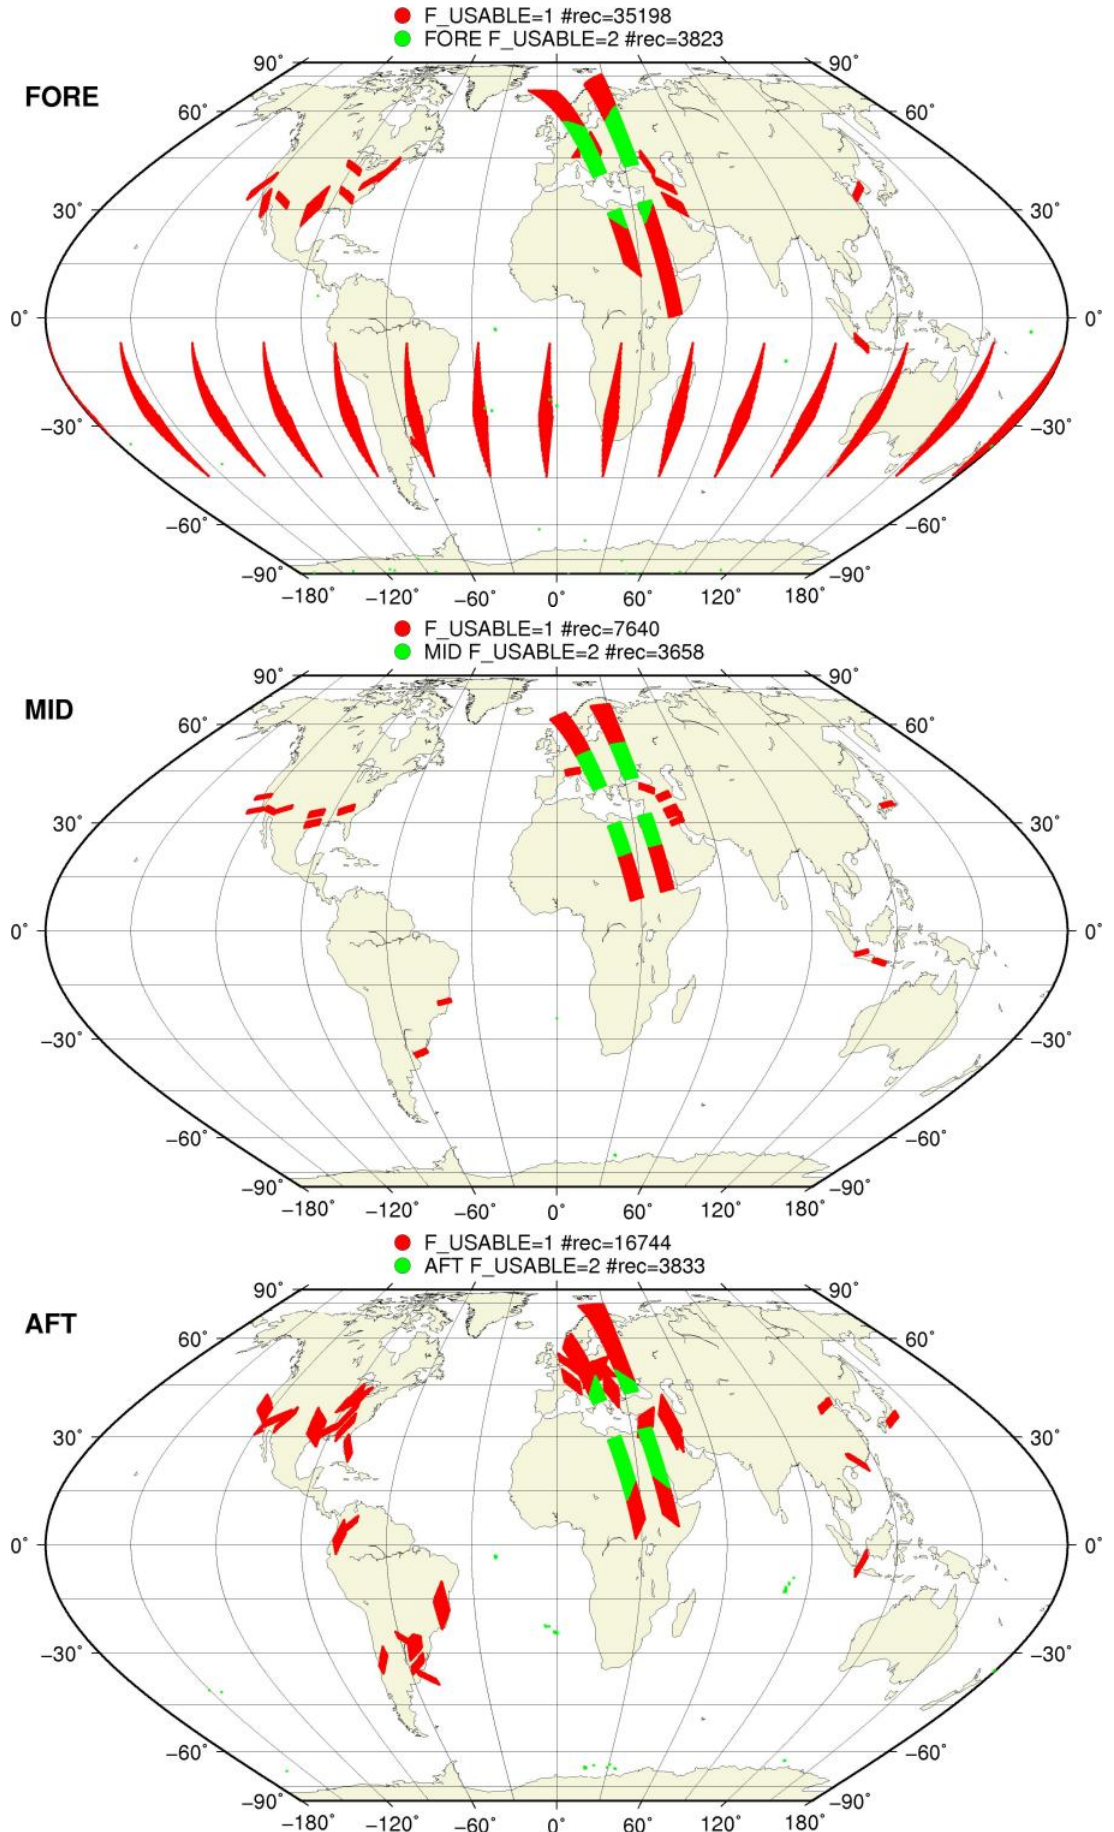 F_USABLE=1 #rec=35198
FORE F_USABLE=2 #rec=3823
FORE
90° 90°
60° 60°
30° 30°
0° 0°
−30° −30°
−60° −60°
−90° −90°
−180° −120° −60° 0° 60° 120° 180°
F_USABLE=1 #rec=7640
MID F_USABLE=2 #rec=3658
MID
90° 90°
60° 60°
30° 30°
0° 0°
−30° −30°
−60° −60°
−90° −90°
−180° −120° −60° 0° 60° 120° 180°
F_USABLE=1 #rec=16744
AFT F_USABLE=2 #rec=3833
AFT
90° 90°
60° 60°
30° 30°
0° 0°
−30° −30°
−60° −60°
−90° −90°
−180° −120° −60° 0° 60° 120° 180°